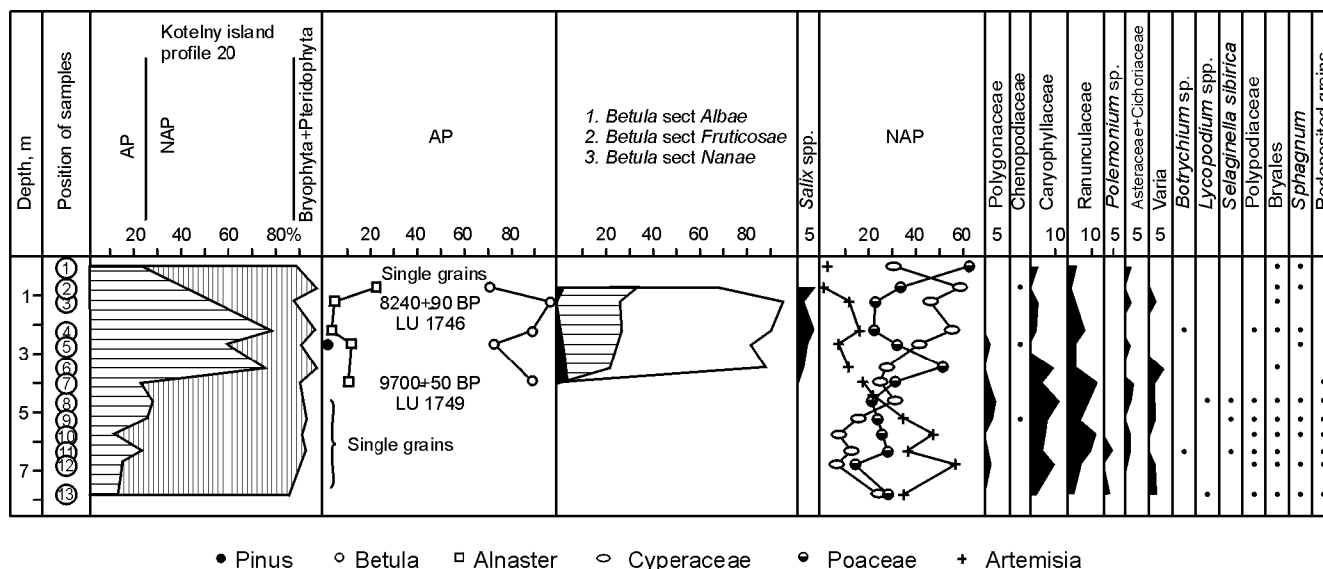 Kotelny island
profile 20
Depth, m
Position of samples
AP
NAP
Bryophyta+Pteridophyta
AP
1. Betula sect Albae
2. Betula sect Fruticosae
3. Betula sect Nanae
Salix spp.
NAP
Polygonaceae
Chenopodiaceae
Caryophyllaceae
Ranunculaceae
Polemonium sp.
Asteraceae+Cichoriaceae
Varia
Botrychium sp.
Lycopodium spp.
Selaginella sibirica
Polypodiaceae
Bryales
Sphagnum
Redeposited grains
20 40 60 80% 20 40 60 80 20 40 60 80 5 0 20 40 60 5 10 10 5 5 5
1
2
3
4
5
6
7
8
9
10
11
12
13
1
3
5
7
Single grains
8240±90 BP
LU 1746
9700±50 BP
LU 1749
Single grains
Pinus Betula Alnaster Cyperaceae Poaceae Artemisia